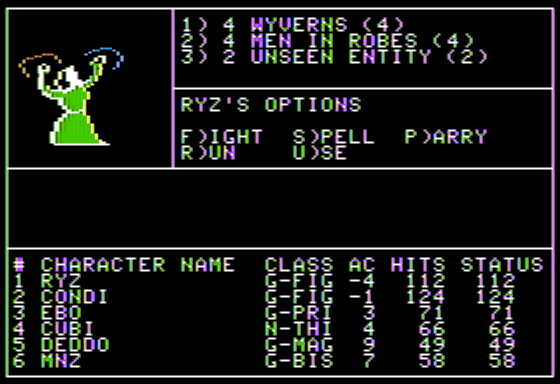 1) 4 WYVERNS (4)
2) 4 MEN IN ROBES (4)
3) 2 UNSEEN ENTITY (2)
RYZ'S OPTIONS
F)IGHT S)PELL P)ARRY
R)UN U)SE
# CHARACTER NAME CLASS AC HITS STATUS
1 RYZ G-FIG -4 112 112
2 CONDI G-FIG -1 124 124
3 EBO G-PRI 3 71 71
4 CUBI N-THI 4 66 66
5 DEDDO G-MAG 9 49 49
6 MNZ G-BIS 7 58 58